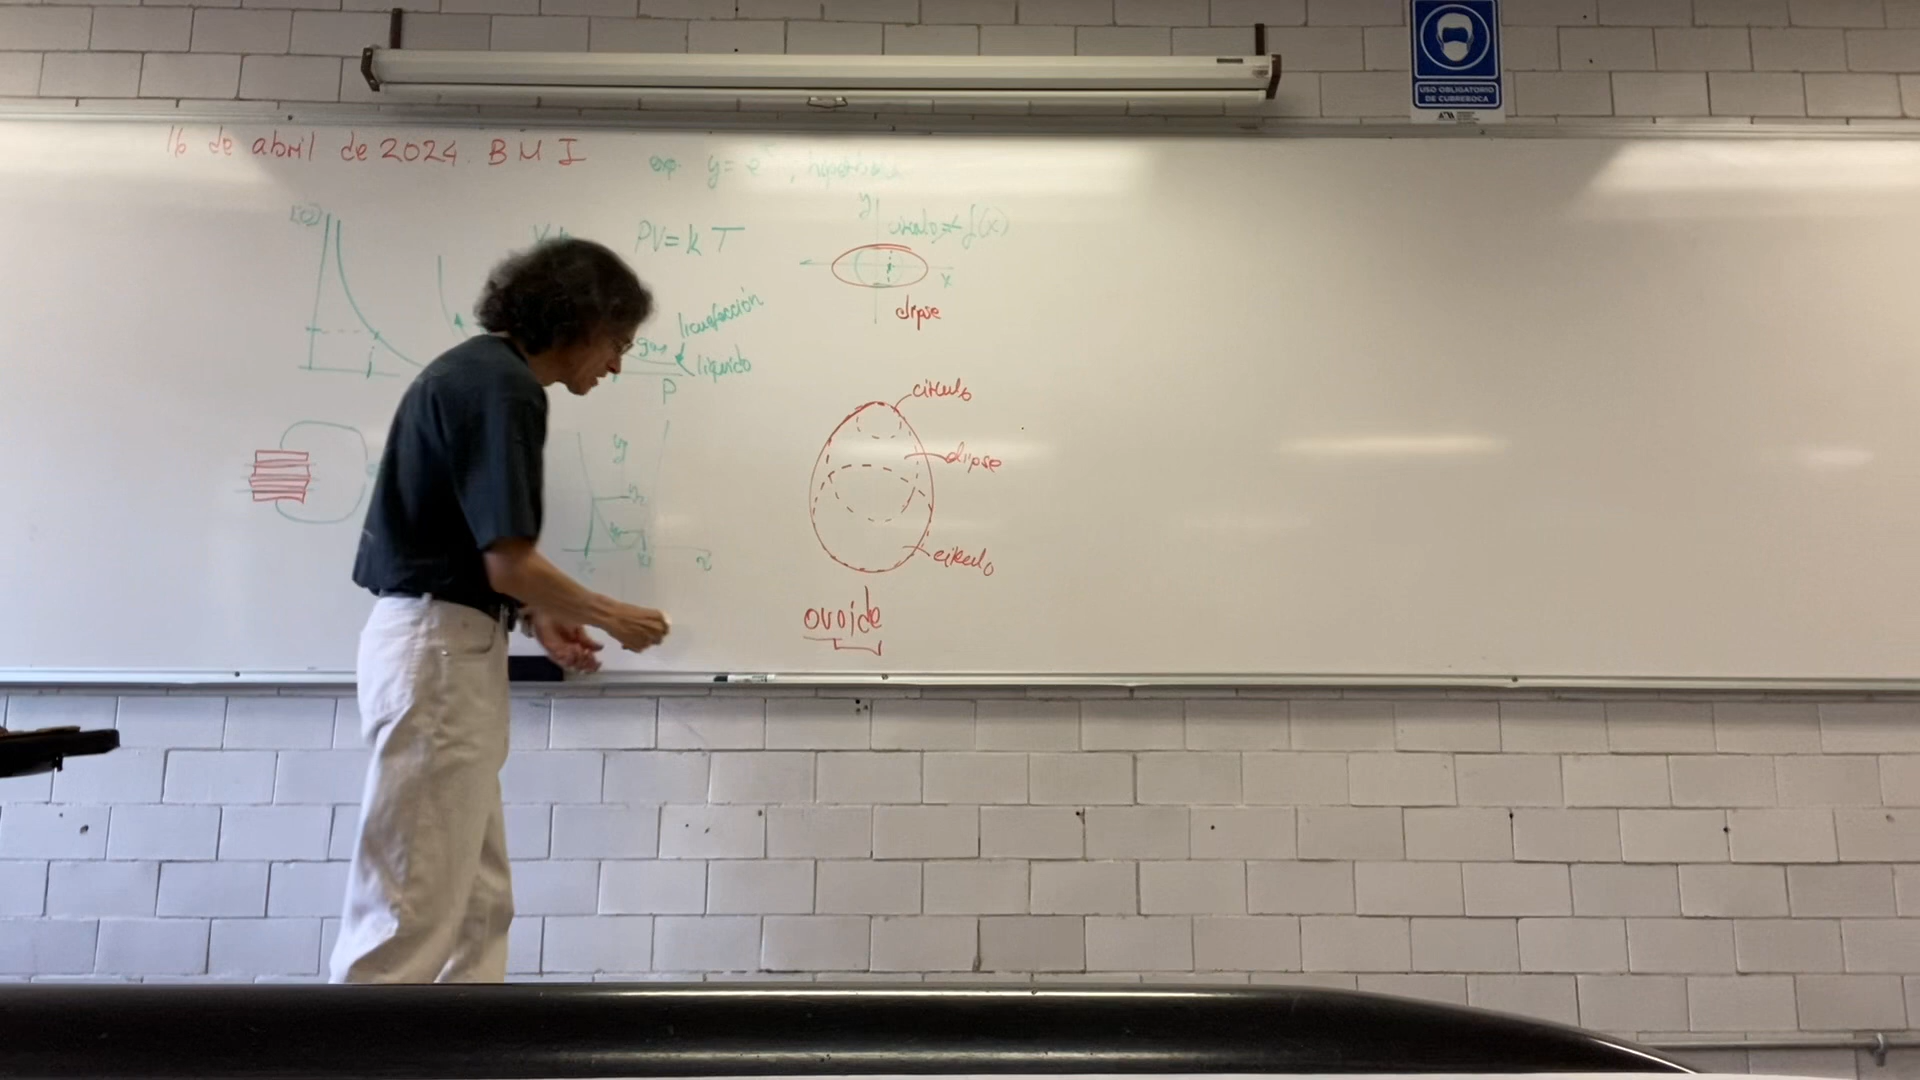 USO OBLIGATORIO
DE CUBREBOCA
16 de abril de 2024. B M I
exp. y = e
y
círculo ≠ f(x)
x
PV = k T
elipse
licuefacción
gas
líquido
P
círculo
elipse
círculo
y
x
ovoide